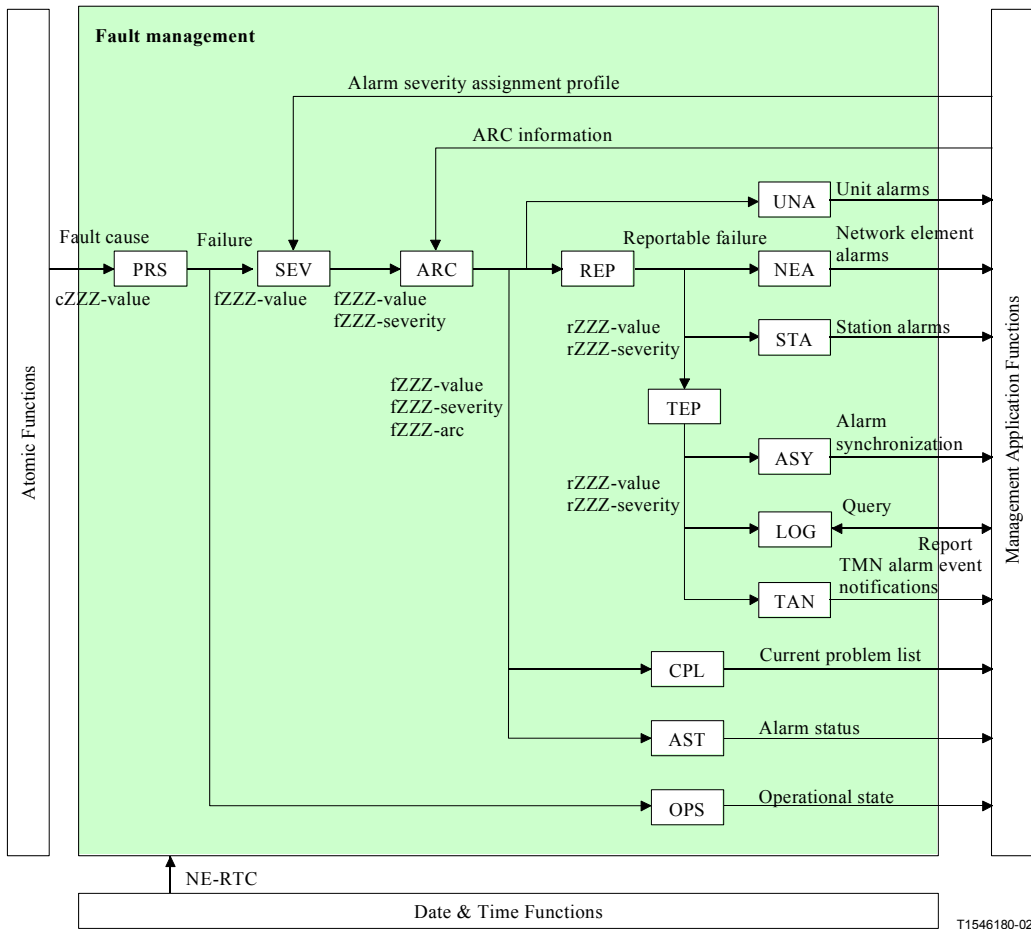 Fault management
Alarm severity assignment profile
ARC information
UNA
Unit alarms
Fault cause
Failure
Reportable failure
Network element
alarms
PRS
SEV
ARC
REP
NEA
cZZZ-value
fZZZ-value
fZZZ-value
fZZZ-severity
rZZZ-value
rZZZ-severity
STA
Station alarms
fZZZ-value
fZZZ-severity
fZZZ-arc
TEP
Alarm
synchronization
ASY
rZZZ-value
rZZZ-severity
Query
LOG
Report
TMN alarm event
notifications
TAN
CPL
Current problem list
AST
Alarm status
OPS
Operational state
Atomic Functions
Management Application Functions
NE-RTC
Date & Time Functions
T1546180-02